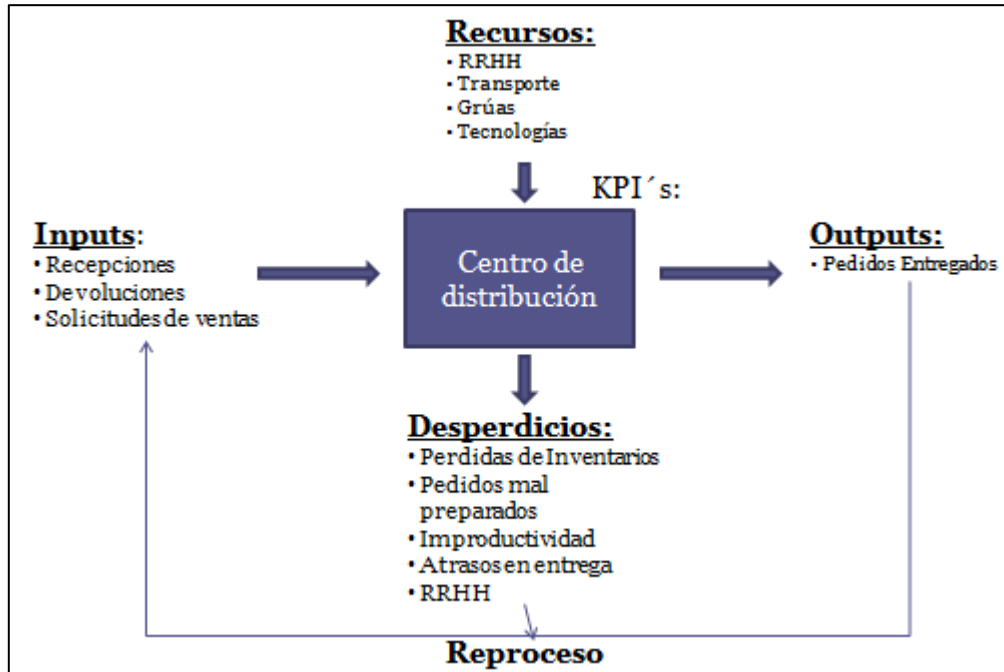 Recursos:
• RRHH
• Transporte
• Grúas
• Tecnologías
KPI´s:
Inputs:
• Recepciones
• Devoluciones
• Solicitudes de ventas
Centro de
distribución
Outputs:
• Pedidos Entregados
Desperdicios:
• Perdidas de Inventarios
• Pedidos mal
preparados
• Improductividad
• Atrasos en entrega
• RRHH
Reproceso